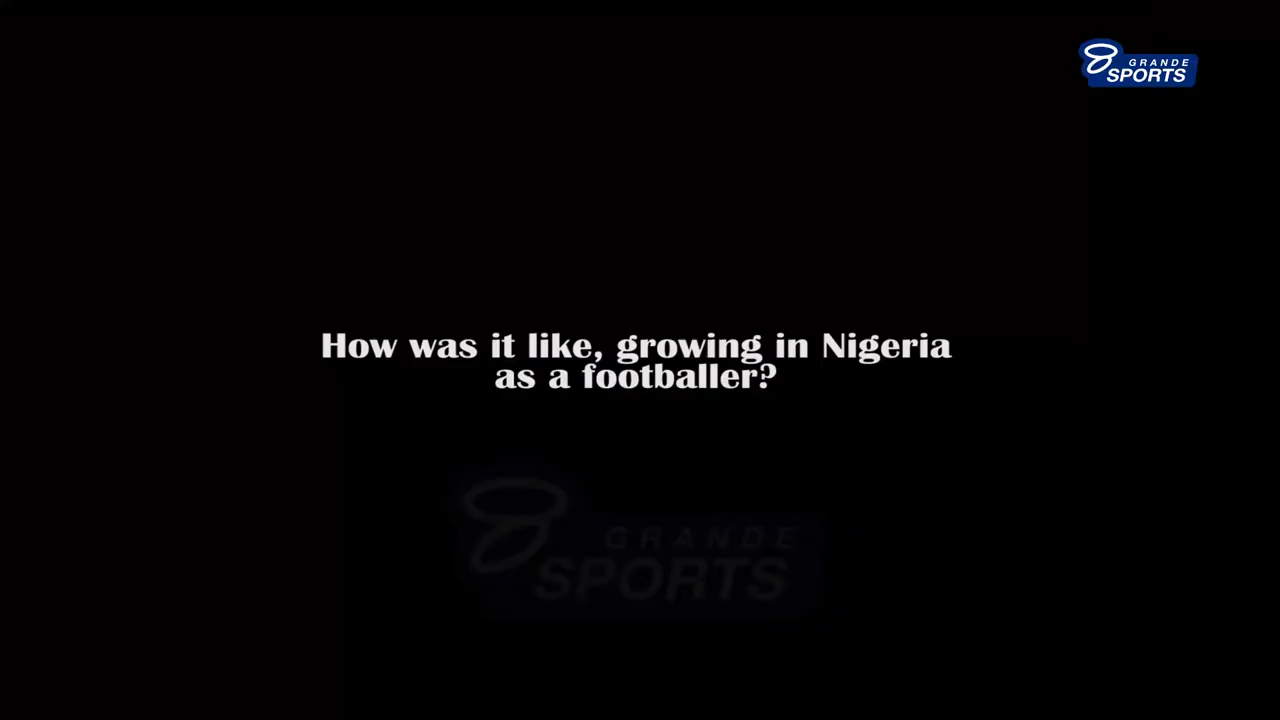 GRANDE
SPORTS
How was it like, growing in Nigeria
as a footballer?
GRANDE
SPORTS